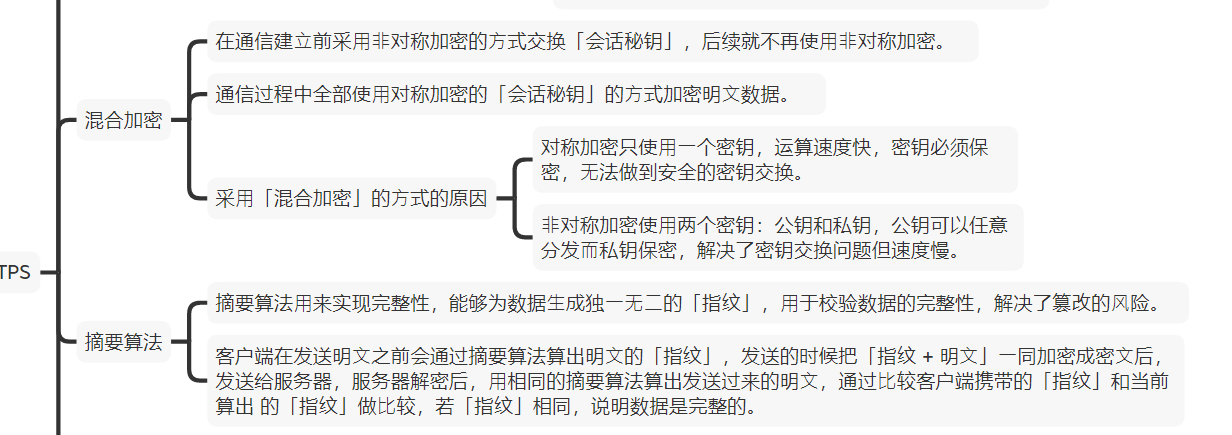 在通信建立前采用非对称加密的方式交换「会话秘钥」，后续就不再使用非对称加密。
通信过程中全部使用对称加密的「会话秘钥」的方式加密明文数据。
混合加密
对称加密只使用一个密钥，运算速度快，密钥必须保
密，无法做到安全的密钥交换。
采用「混合加密」的方式的原因
非对称加密使用两个密钥：公钥和私钥，公钥可以任意
分发而私钥保密，解决了密钥交换问题但速度慢。
TPS
摘要算法用来实现完整性，能够为数据生成独一无二的「指纹」，用于校验数据的完整性，解决了篡改的风险。
摘要算法
客户端在发送明文之前会通过摘要算法算出明文的「指纹」，发送的时候把「指纹 + 明文」一同加密成密文后，
发送给服务器，服务器解密后，用相同的摘要算法算出发送过来的明文，通过比较客户端携带的「指纹」和当前
算出 的「指纹」做比较，若「指纹」相同，说明数据是完整的。